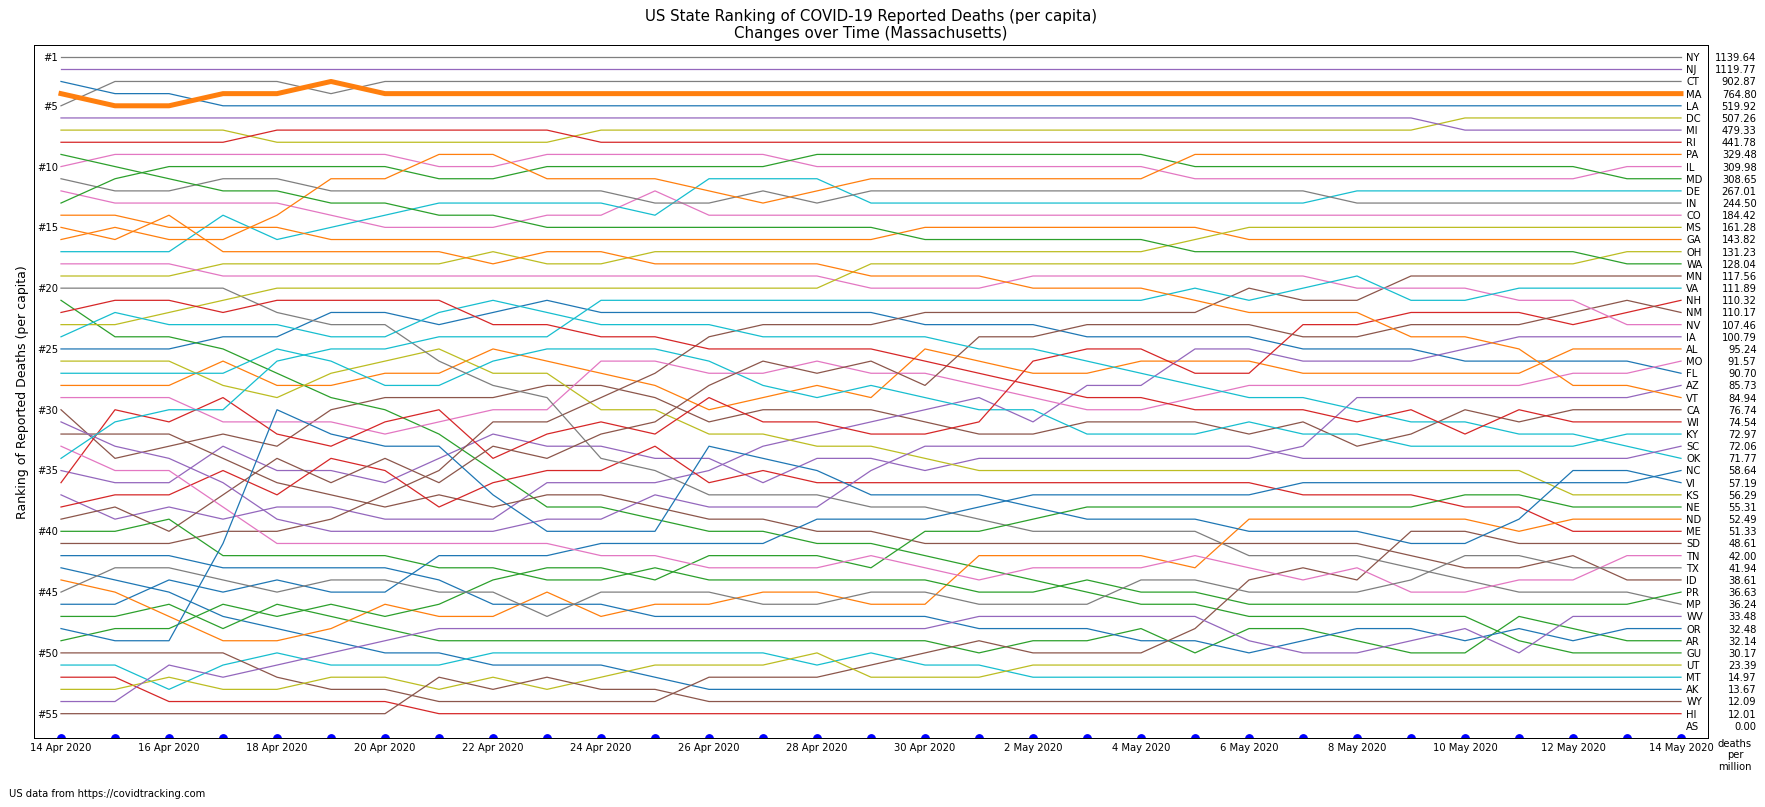 US State Ranking of COVID-19 Reported Deaths (per capita)
Changes over Time (Massachusetts)
Ranking of Reported Deaths (per capita)
#1
#5
#10
#15
#20
#25
#30
#35
#40
#45
#50
#55
NY 1139.64
NJ 1119.77
CT 902.87
MA 764.80
LA 519.92
DC 507.26
MI 479.33
RI 441.78
PA 329.48
IL 309.98
MD 308.65
DE 267.01
IN 244.50
CO 184.42
MS 161.28
GA 143.82
OH 131.23
WA 128.04
MN 117.56
VA 111.89
NH 110.32
NM 110.17
NV 107.46
IA 100.79
AL 95.24
MO 91.57
FL 90.70
AZ 85.73
VT 84.94
CA 76.74
WI 74.54
KY 72.97
SC 72.06
OK 71.77
NC 58.64
VI 57.19
KS 56.29
NE 55.31
ND 52.49
ME 51.33
SD 48.61
TN 42.00
TX 41.94
ID 38.61
PR 36.63
MP 36.24
WV 33.48
OR 32.48
AR 32.14
GU 30.17
UT 23.39
MT 14.97
AK 13.67
WY 12.09
HI 12.01
AS 0.00
14 Apr 2020 16 Apr 2020 18 Apr 2020 20 Apr 2020 22 Apr 2020 24 Apr 2020 26 Apr 2020 28 Apr 2020 30 Apr 2020 2 May 2020 4 May 2020 6 May 2020 8 May 2020 10 May 2020 12 May 2020 14 May 2020
deaths
per
million
US data from https://covidtracking.com